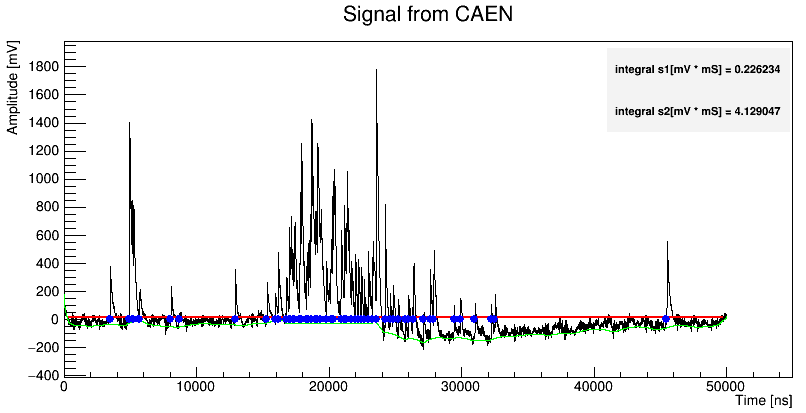 Signal from CAEN
Amplitude [mV]
integral s1[mV * mS] = 0.226234
integral s2[mV * mS] = 4.129047
1800
1600
1400
1200
1000
800
600
400
200
0
−200
−400
0 10000 20000 30000 40000 50000
Time [ns]